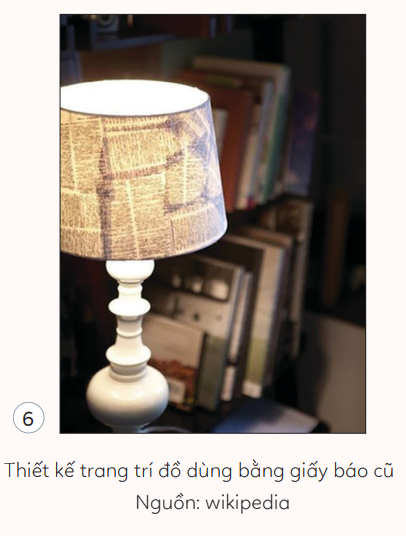 6
Thiết kế trang trí đồ dùng bằng giấy báo cũ
Nguồn: wikipedia